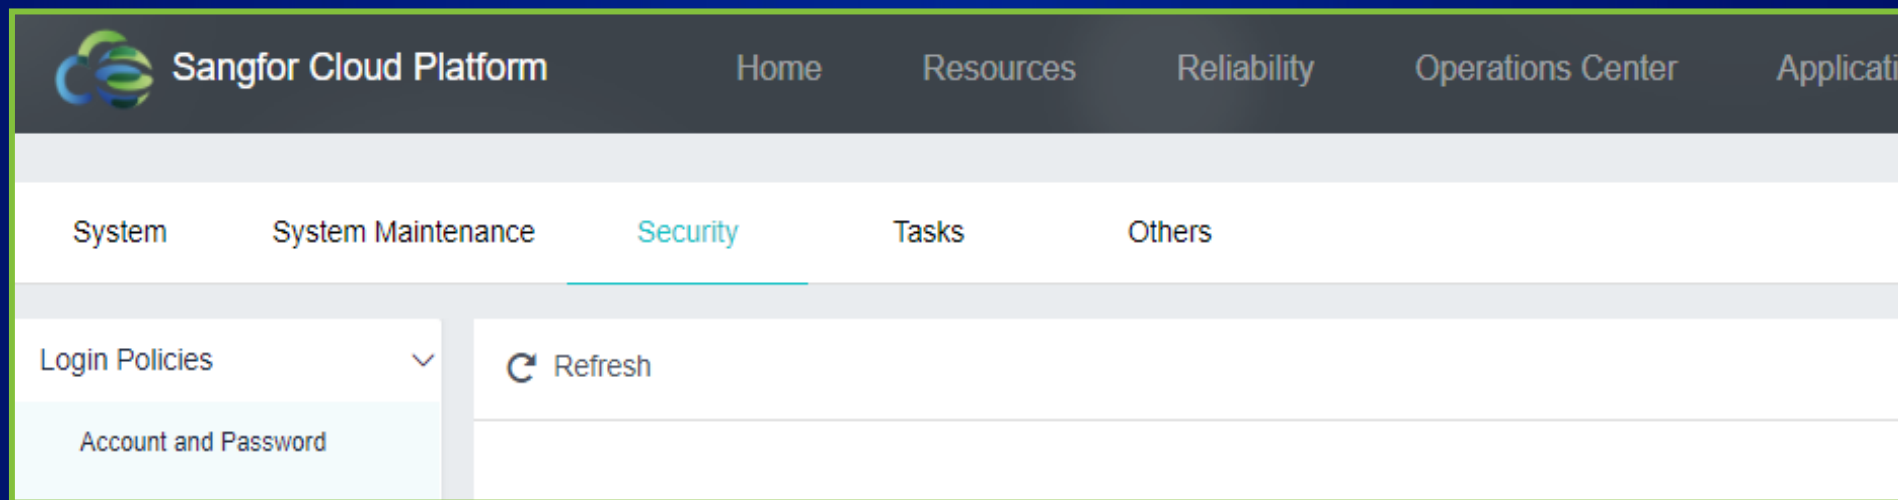 Sangfor Cloud Platform Home Resources Reliability Operations Center
System System Maintenance Security Tasks Others
Login Policies
Refresh
Account and Password